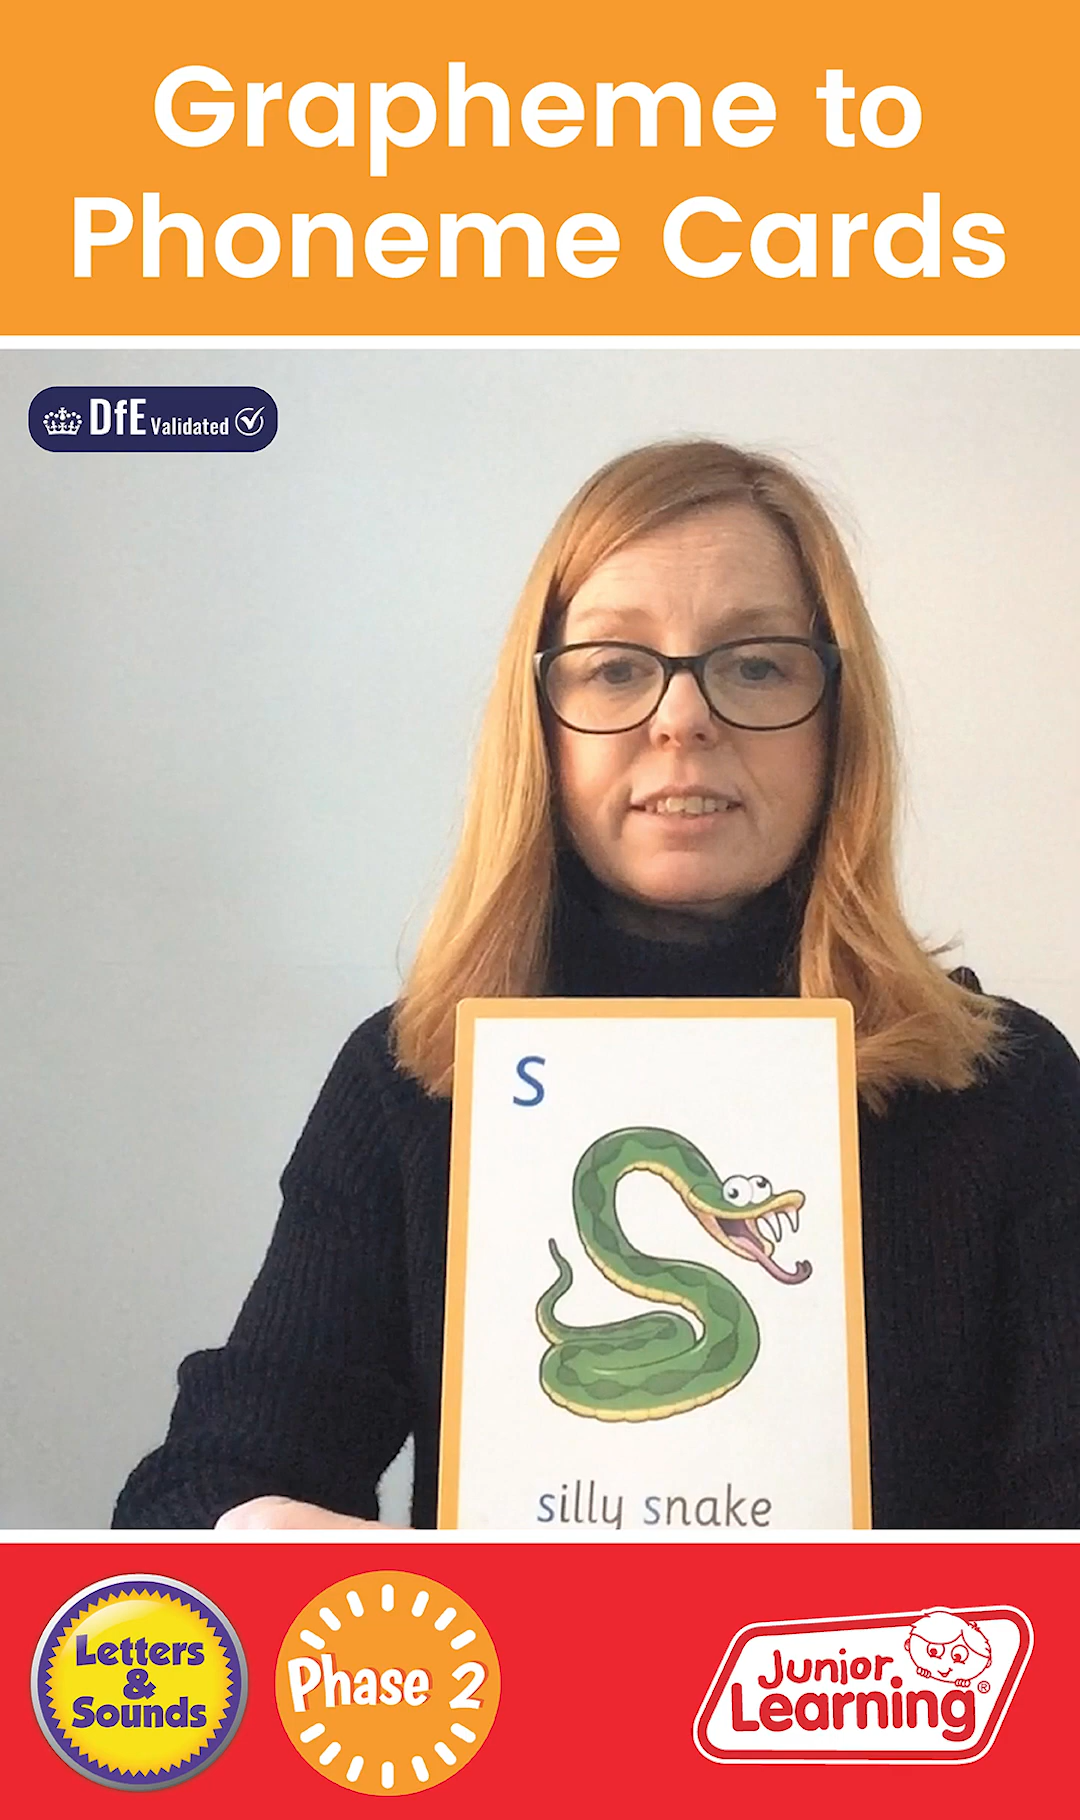 Grapheme to
Phoneme Cards
DfE Validated
s
silly snake
Letters
&
Sounds
Phase 2
Junior
Learning®